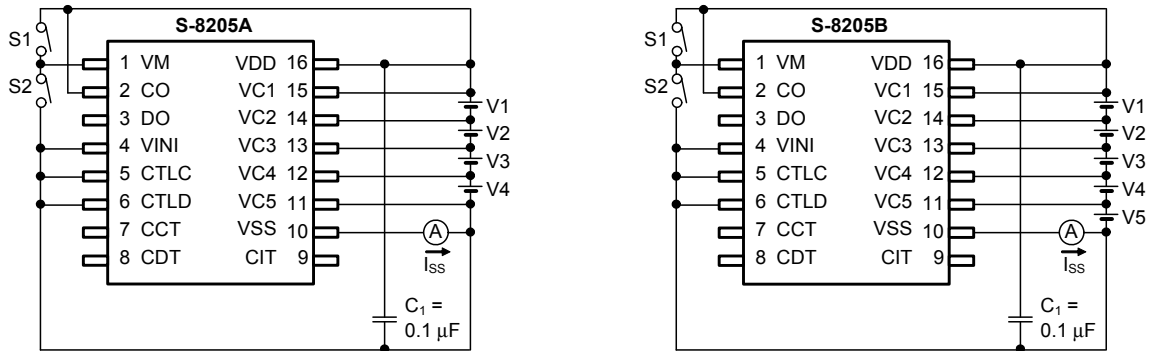 S-8205A
S1
S2
1 VM VDD 16
2 CO VC1 15
3 DO VC2 14
4 VINI VC3 13
5 CTLC VC4 12
6 CTLD VC5 11
7 CCT VSS 10
8 CDT CIT 9
V1
V2
V3
V4
A
ISS
C1 =
0.1 µF
S-8205B
S1
S2
1 VM VDD 16
2 CO VC1 15
3 DO VC2 14
4 VINI VC3 13
5 CTLC VC4 12
6 CTLD VC5 11
7 CCT VSS 10
8 CDT CIT 9
V1
V2
V3
V4
V5
A
ISS
C1 =
0.1 µF